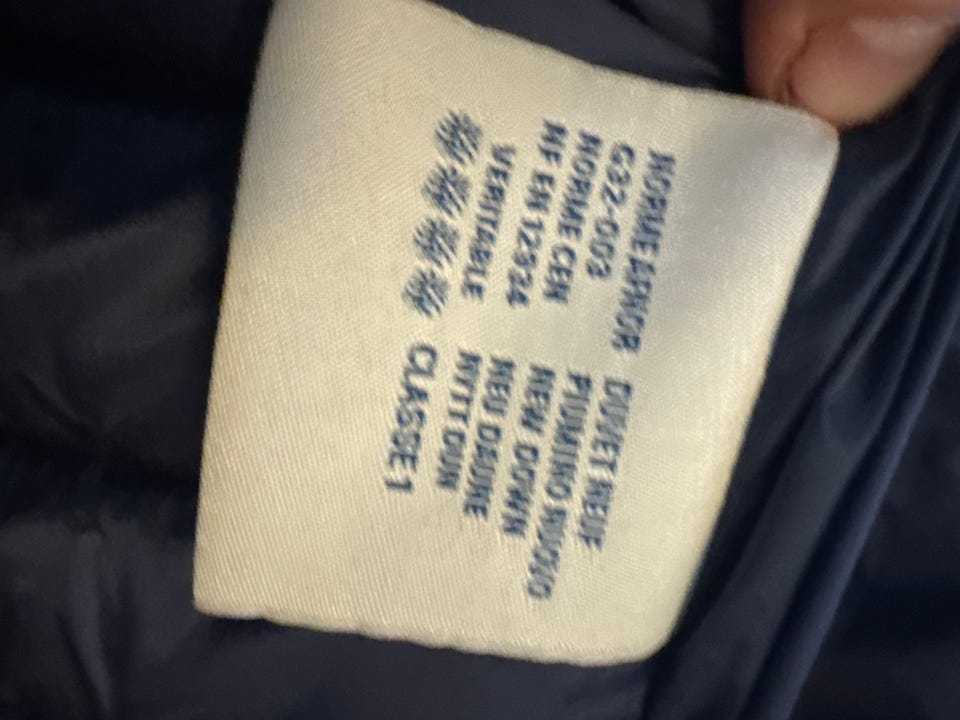 NORME AFNOR
G32-003
NORME CEN
NF EN 12934
VERITABLE
DUVET NEUF
PIUMINO NUOVO
NEW DOWN
NEU DAUNE
NYTT DUN
CLASSE 1